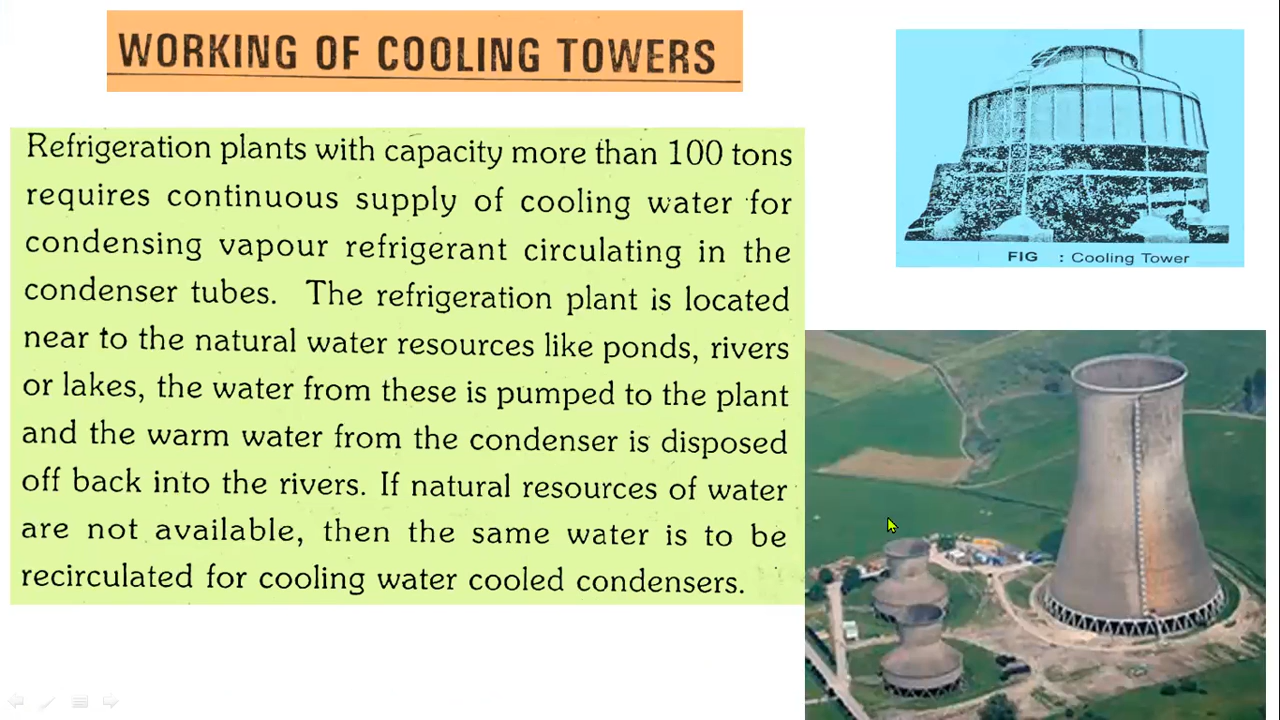 WORKING OF COOLING TOWERS
Refrigeration plants with capacity more than 100 tons
requires continuous supply of cooling water for
condensing vapour refrigerant circulating in the
condenser tubes. The refrigeration plant is located
near to the natural water resources like ponds, rivers
or lakes, the water from these is pumped to the plant
and the warm water from the condenser is disposed
off back into the rivers. If natural resources of water
are not available, then the same water is to be
recirculated for cooling water cooled condensers.
FIG : Cooling Tower